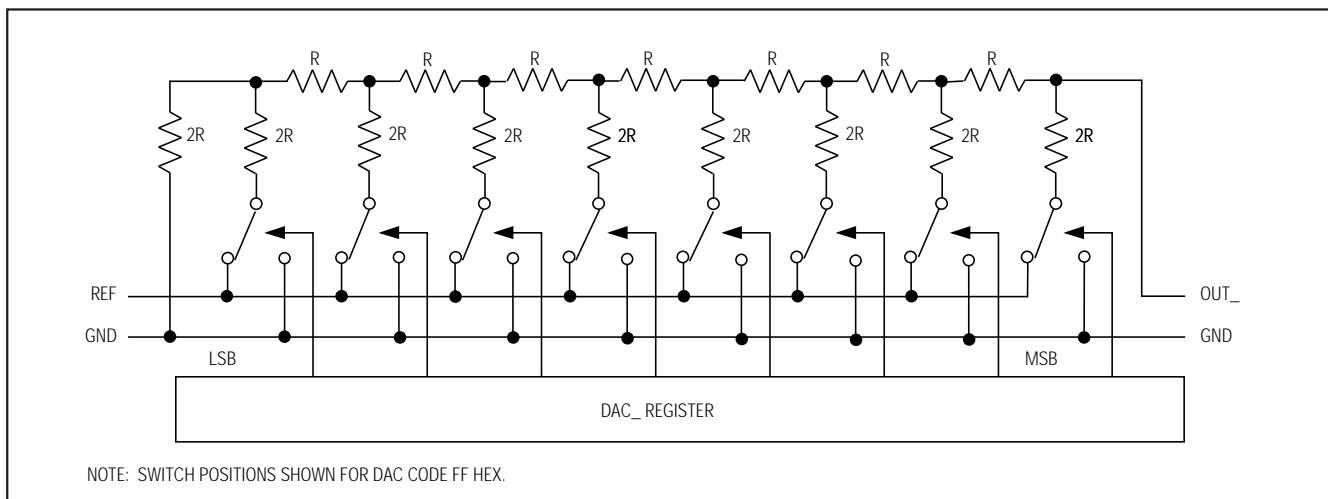 R R R R R R R
2R 2R 2R 2R 2R 2R 2R 2R 2R
REF OUT_
GND GND
LSB MSB
DAC_ REGISTER
NOTE: SWITCH POSITIONS SHOWN FOR DAC CODE FF HEX.